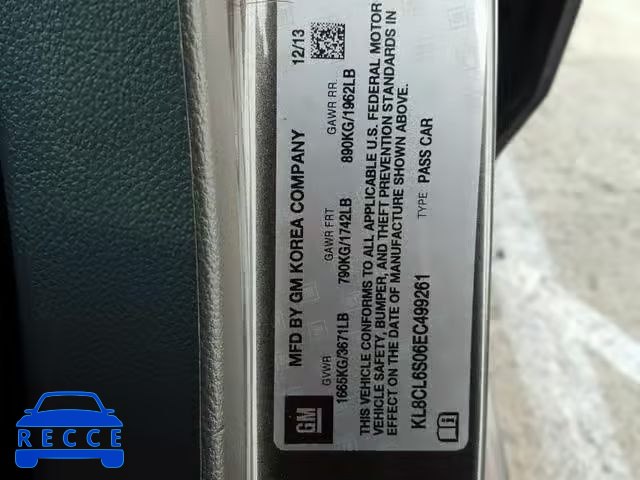 MFD BY GM KOREA COMPANY 12/13
GVWR GAWR FRT GAWR RR
1665KG/3671LB 790KG/1742LB 890KG/1962LB
THIS VEHICLE CONFORMS TO ALL APPLICABLE U.S. FEDERAL MOTOR
VEHICLE SAFETY, BUMPER, AND THEFT PREVENTION STANDARDS IN
EFFECT ON THE DATE OF MANUFACTURE SHOWN ABOVE.
KL8CL6S06EC499261 TYPE PASS CAR
GM
RECCE